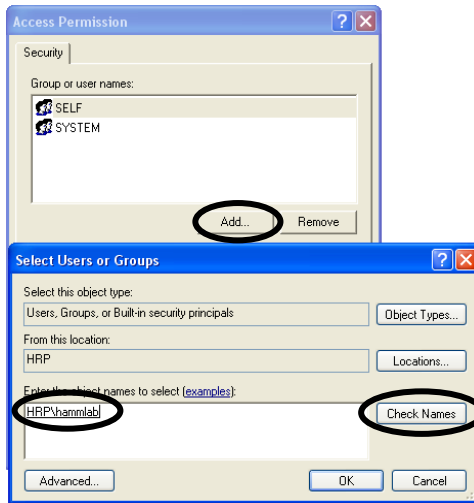 Access Permission
Security
Group or user names:
SELF
SYSTEM
Add... Remove
Select Users or Groups
Select this object type:
Users, Groups, or Built-in security principals Object Types...
From this location:
HRP Locations...
Enter the object names to select (examples):
HRP\hammlab Check Names
Advanced... OK Cancel